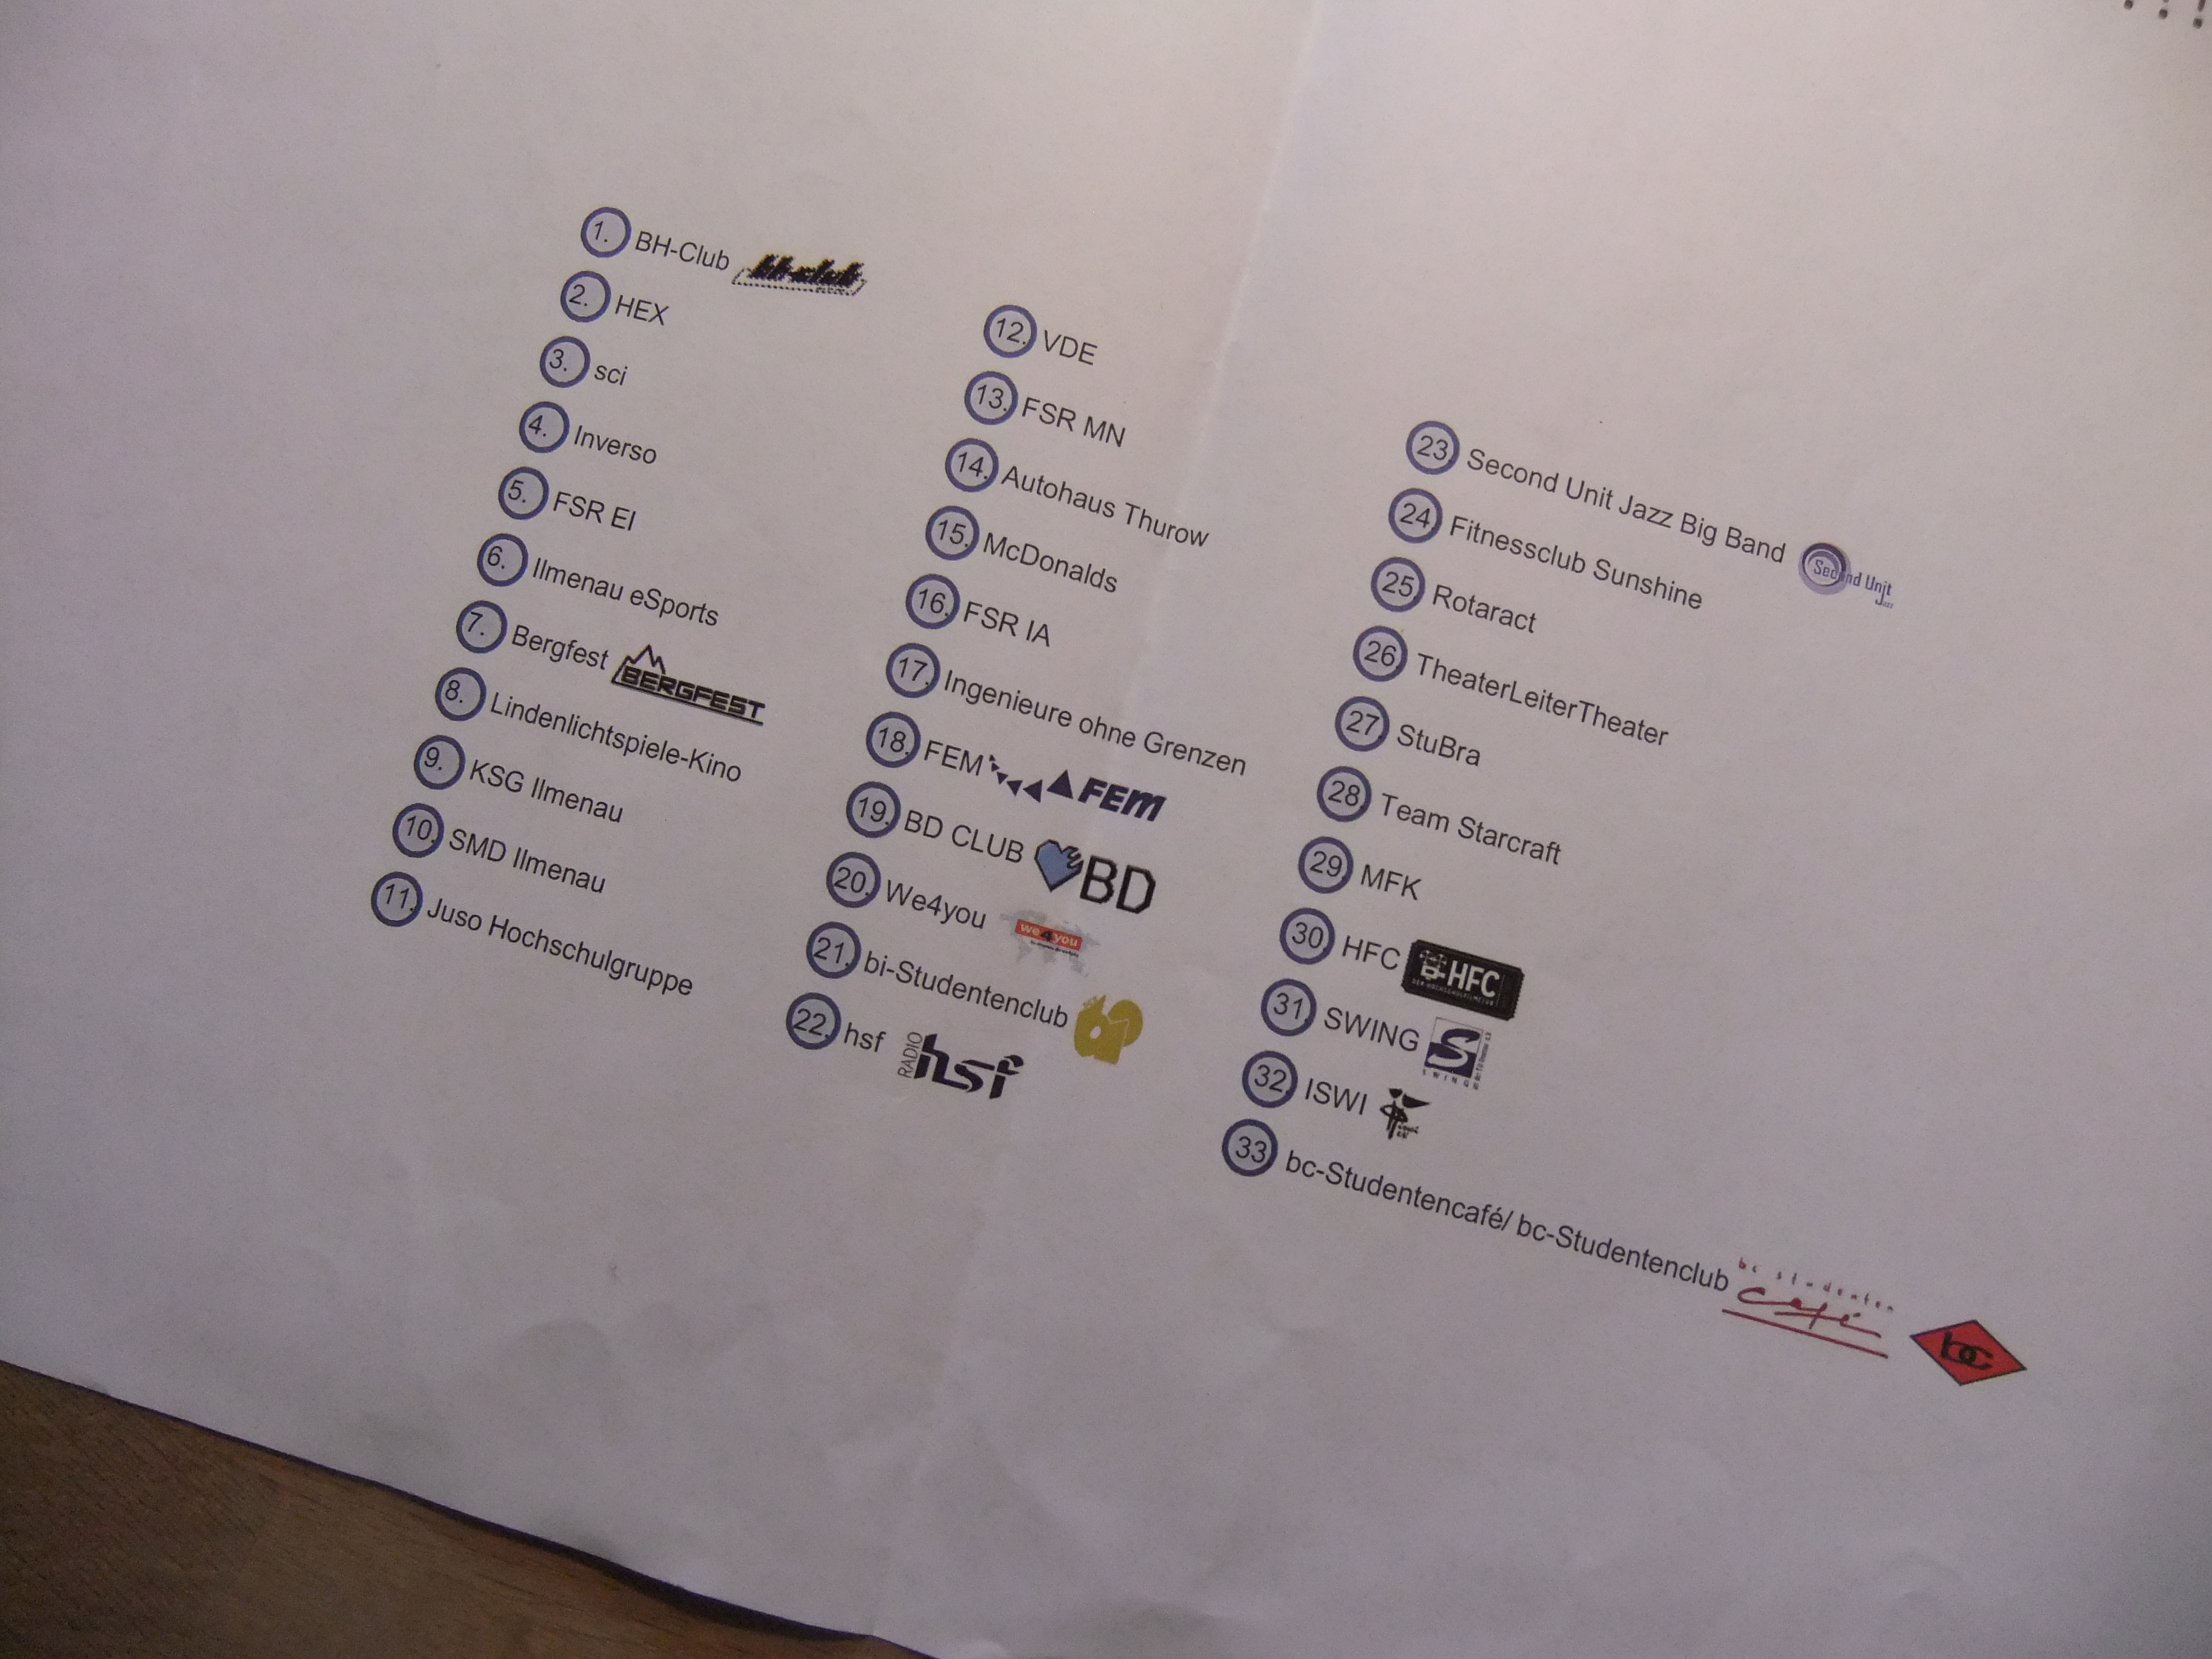 1. BH-Club bh-club
2. HEX
3. sci
4. Inverso
5. FSR EI
6. Ilmenau eSports
7. Bergfest BERGFEST
8. Lindenlichtspiele-Kino
9. KSG Ilmenau
10. SMD Ilmenau
11. Juso Hochschulgruppe
12. VDE
13. FSR MN
14. Autohaus Thurow
15. McDonalds
16. FSR IA
17. Ingenieure ohne Grenzen
18. FEM FEM
19. BD CLUB BD
20. We4you we4you
21. bi-Studentenclub
22. hsf RADIO hsf
23. Second Unit Jazz Big Band Second Unit Jazz
24. Fitnessclub Sunshine
25. Rotaract
26. TheaterLeiterTheater
27. StuBra
28. Team Starcraft
29. MFK
30. HFC HFC
DER HOCHSCHULFILMCLUB
31. SWING S
SWING
32. ISWI
33. bc-Studentencafé/ bc-Studentenclub bc studenten
café
bc